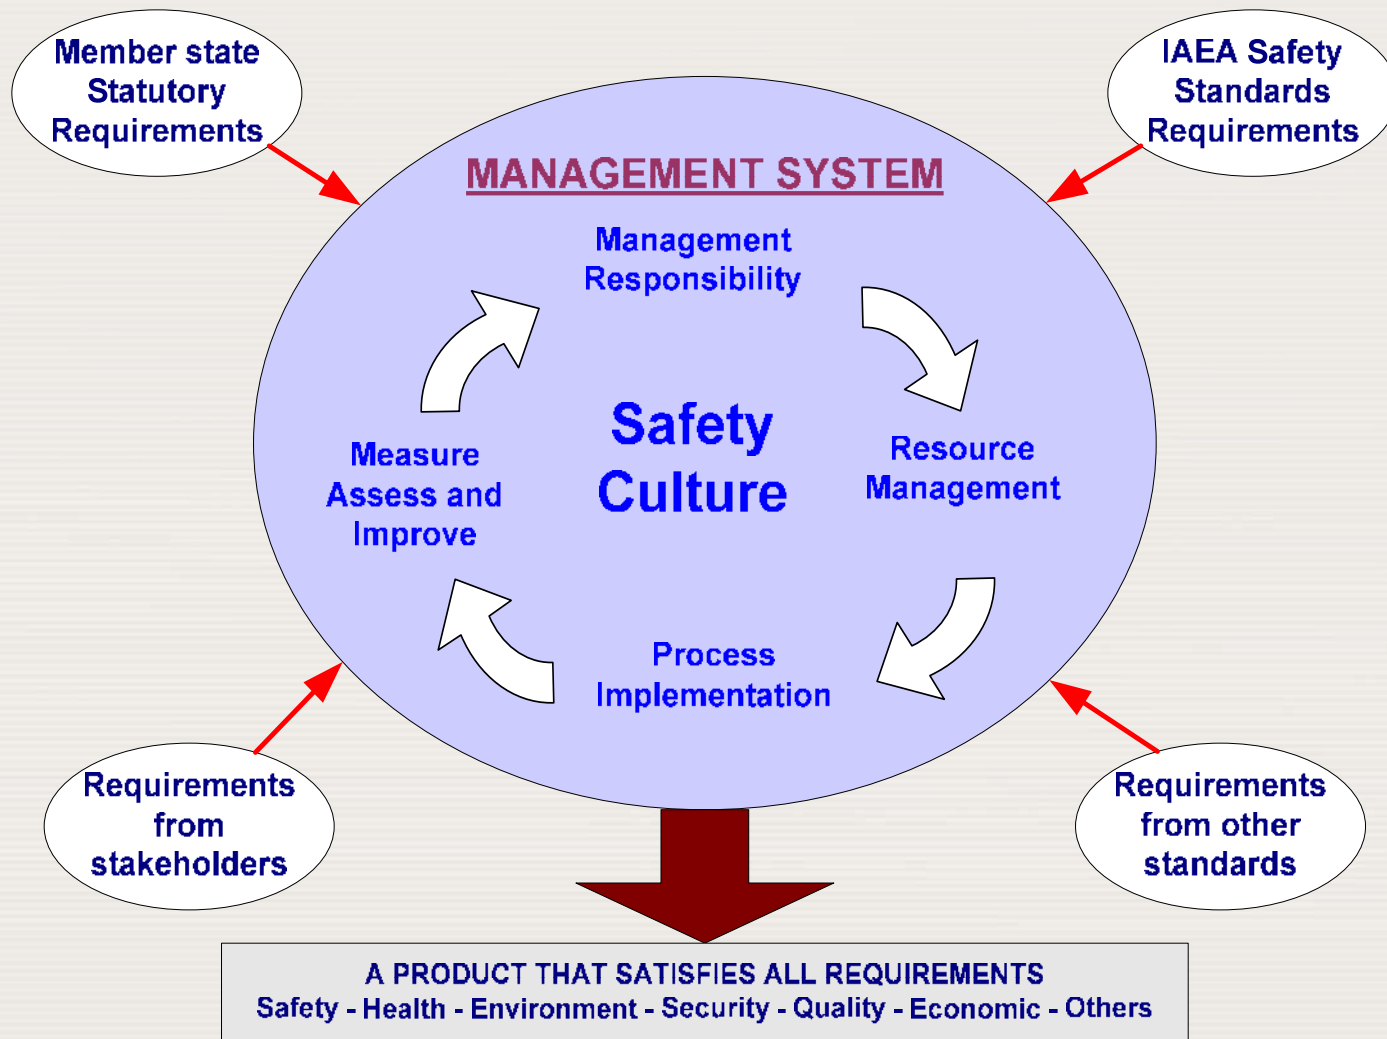 Member state
Statutory
Requirements
IAEA Safety
Standards
Requirements
MANAGEMENT SYSTEM
Management
Responsibility
Safety
Culture
Resource
Management
Measure
Assess and
Improve
Process
Implementation
Requirements
from
stakeholders
Requirements
from other
standards
A PRODUCT THAT SATISFIES ALL REQUIREMENTS
Safety - Health - Environment - Security - Quality - Economic - Others